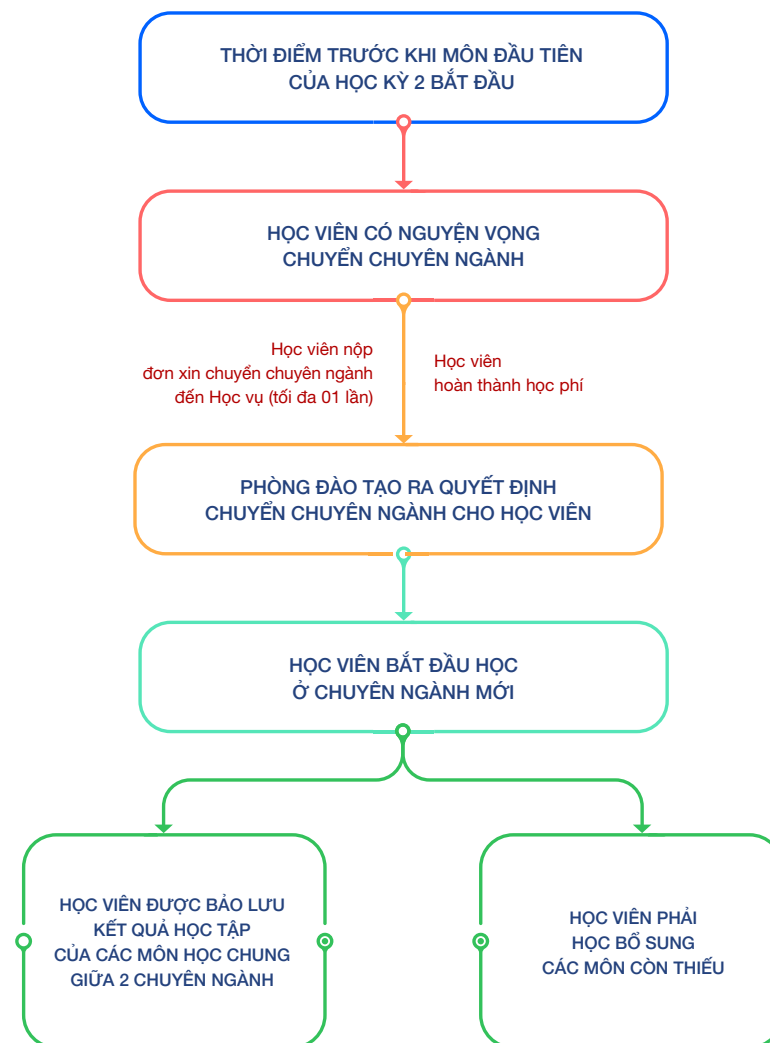 THỜI ĐIỂM TRƯỚC KHI MÔN ĐẦU TIÊN
CỦA HỌC KỲ 2 BẮT ĐẦU
HỌC VIÊN CÓ NGUYỆN VỌNG
CHUYỂN CHUYÊN NGÀNH
Học viên nộp
đơn xin chuyển chuyên ngành
đến Học vụ (tối đa 01 lần)
Học viên
hoàn thành học phí
PHÒNG ĐÀO TẠO RA QUYẾT ĐỊNH
CHUYỂN CHUYÊN NGÀNH CHO HỌC VIÊN
HỌC VIÊN BẮT ĐẦU HỌC
Ở CHUYÊN NGÀNH MỚI
HỌC VIÊN ĐƯỢC BẢO LƯU
KẾT QUẢ HỌC TẬP
CỦA CÁC MÔN HỌC CHUNG
GIỮA 2 CHUYÊN NGÀNH
HỌC VIÊN PHẢI
HỌC BỔ SUNG
CÁC MÔN CÒN THIẾU